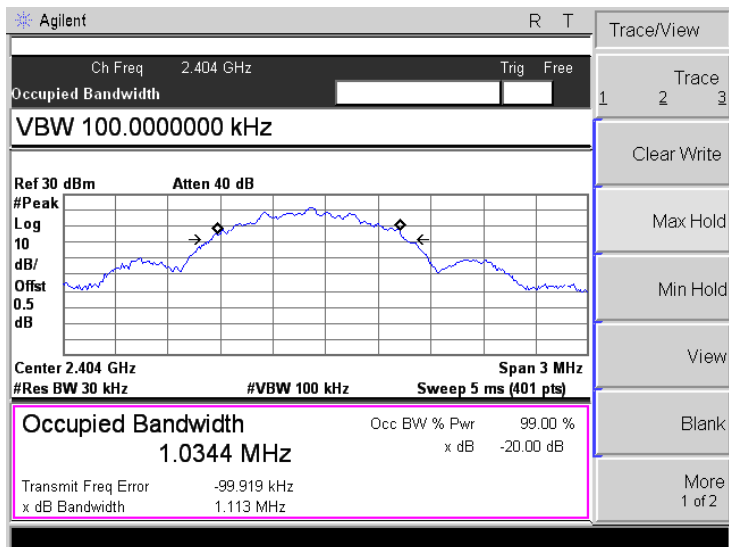 Agilent R T
Ch Freq 2.404 GHz Trig Free
Occupied Bandwidth
VBW 100.0000000 kHz
Ref 30 dBm Atten 40 dB
#Peak
Log
10
dB/
Offst
0.5
dB
Center 2.404 GHz Span 3 MHz
#Res BW 30 kHz #VBW 100 kHz Sweep 5 ms (401 pts)
Occupied Bandwidth Occ BW % Pwr 99.00 %
1.0344 MHz x dB -20.00 dB
Transmit Freq Error -99.919 kHz
x dB Bandwidth 1.113 MHz
Trace/View
Trace
1 2 3
Clear Write
Max Hold
Min Hold
View
Blank
More
1 of 2